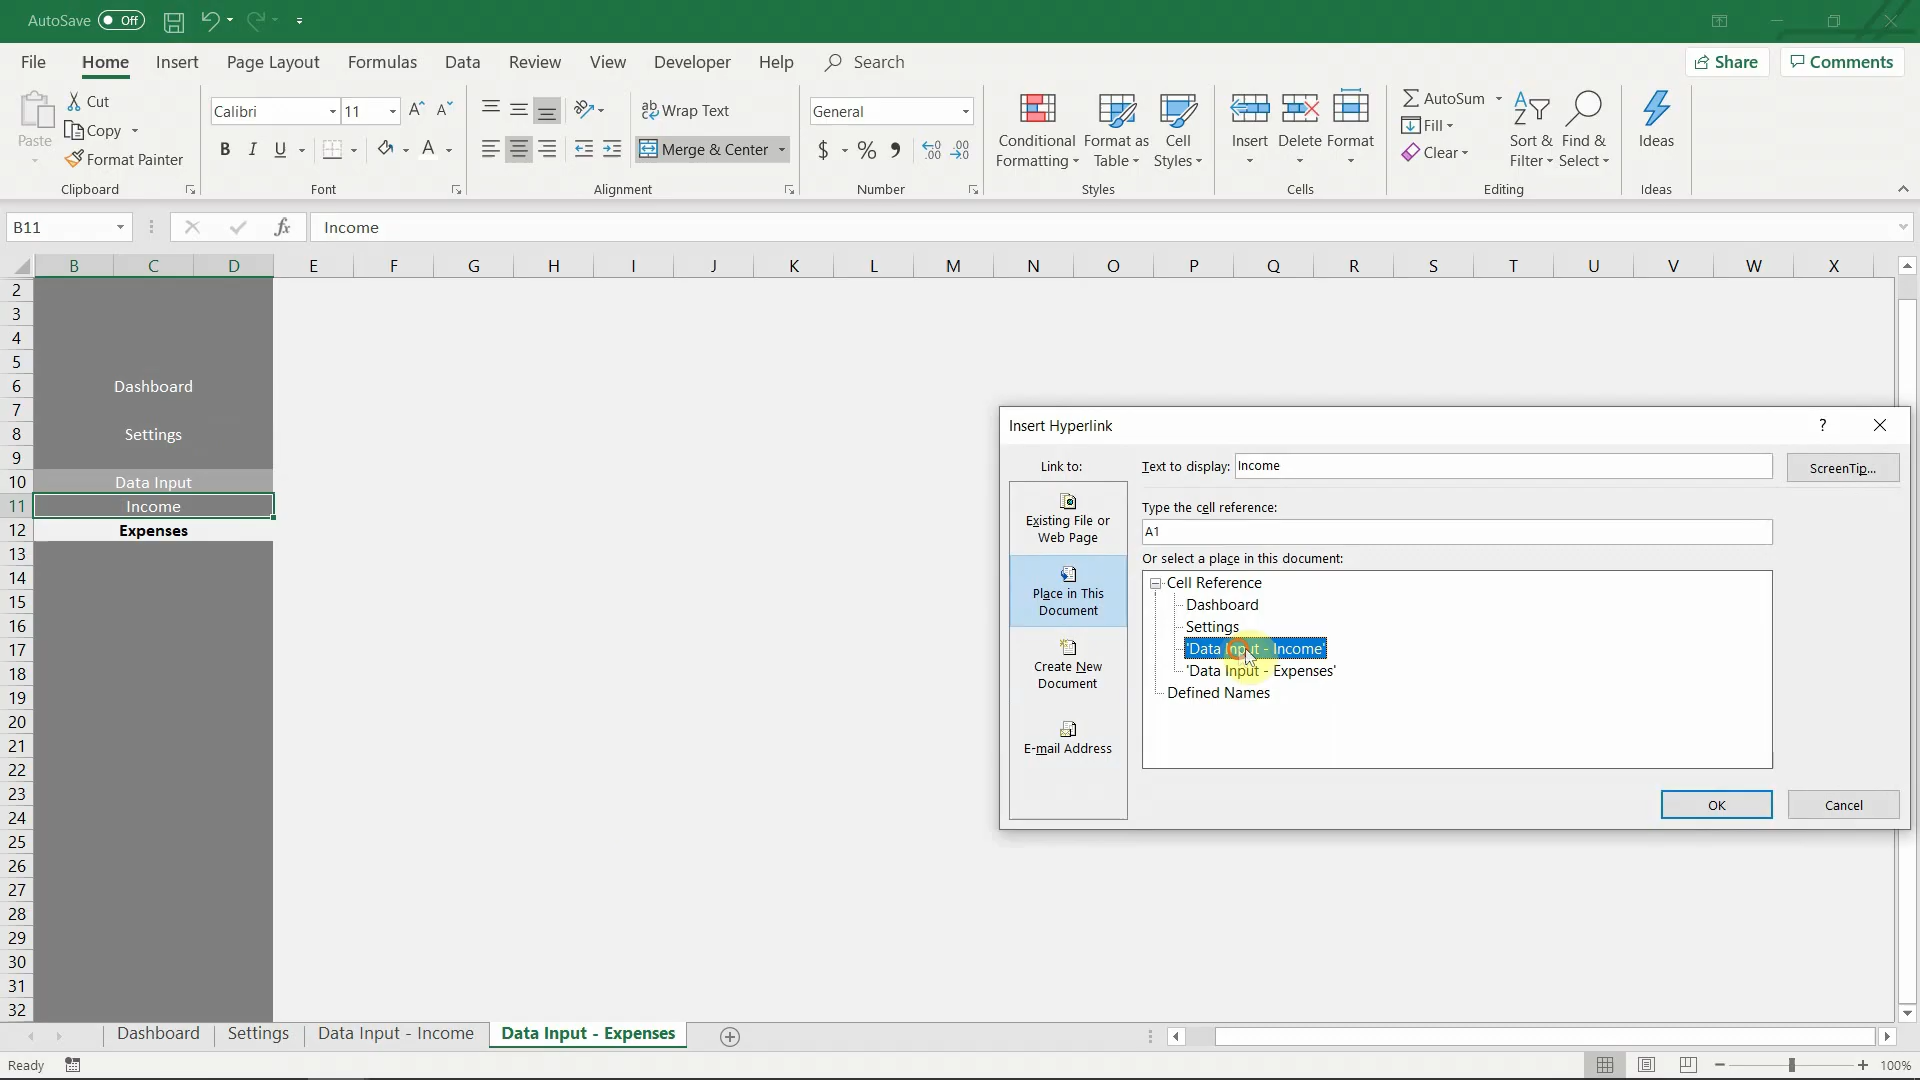 AutoSave Off
File Home Insert Page Layout Formulas Data Review View Developer Help Search Share Comments
Paste Cut Copy Format Painter
Clipboard
Calibri 11
B I U A
Font
ab Wrap Text
Merge & Center
Alignment
General
$ % 9
Number
Conditional Formatting Format as Table Cell Styles
Styles
Insert Delete Format
Cells
AutoSum
Fill
Clear
Sort & Filter Find & Select
Editing
Ideas
Ideas
B11 fx Income
B C D E F G H I J K L M N O P Q R S T U V W X
2
3
4
5
6 Dashboard
7
8 Settings
9
10 Data Input
11 Income
12 Expenses
13
14
15
16
17
18
19
20
21
22
23
24
25
26
27
28
29
30
31
32
Insert Hyperlink ?
Link to: Text to display: Income ScreenTip...
Existing File or Web Page
Place in This Document
Create New Document
E-mail Address
Type the cell reference:
A1
Or select a place in this document:
Cell Reference
Dashboard
Settings
'Data Input - Income'
'Data Input - Expenses'
Defined Names
OK Cancel
Dashboard Settings Data Input - Income Data Input - Expenses
Ready 100%